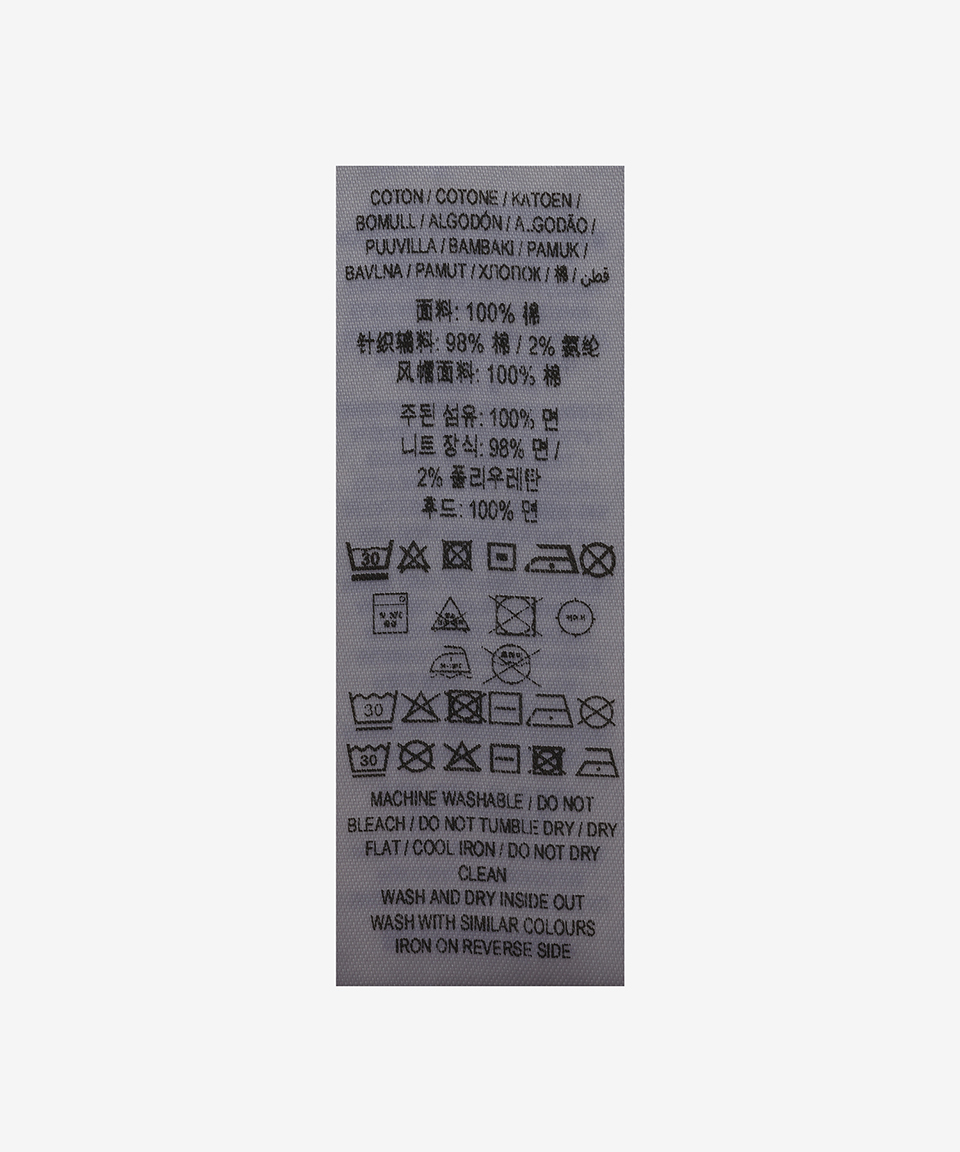 COTON / COTONE / KATOEN /
BOMULL / ALGODÓN / ALGODÃO /
PUUVILLA / BAMBAKI / PAMUK /
BAVLNA / PAMUT / ХЛОПОК / 棉 / قطن
面料: 100% 棉
针织辅料: 98% 棉 / 2% 氨纶
风帽面料: 100% 棉
주된 섬유: 100% 면
니트 장식: 98% 면 /
2% 폴리우레탄
후드: 100% 면
30
30
30
MACHINE WASHABLE / DO NOT
BLEACH / DO NOT TUMBLE DRY / DRY
FLAT / COOL IRON / DO NOT DRY
CLEAN
WASH AND DRY INSIDE OUT
WASH WITH SIMILAR COLOURS
IRON ON REVERSE SIDE